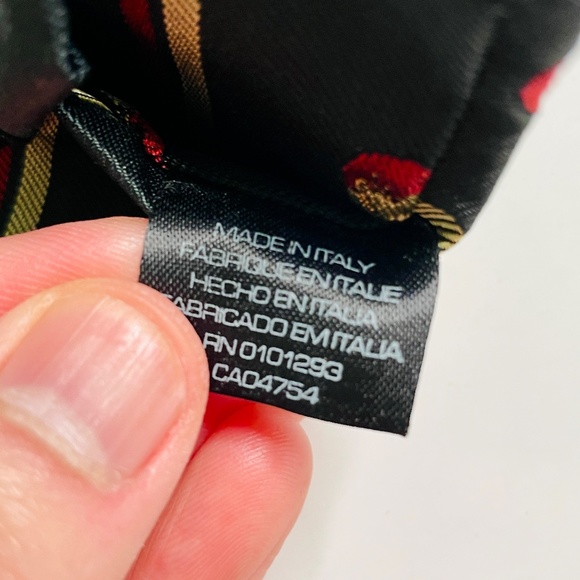 MADE IN ITALY
FABRIQUE EN ITALIE
HECHO EN ITALIA
FABRICADO EM ITALIA
RN 0101293
CA04754